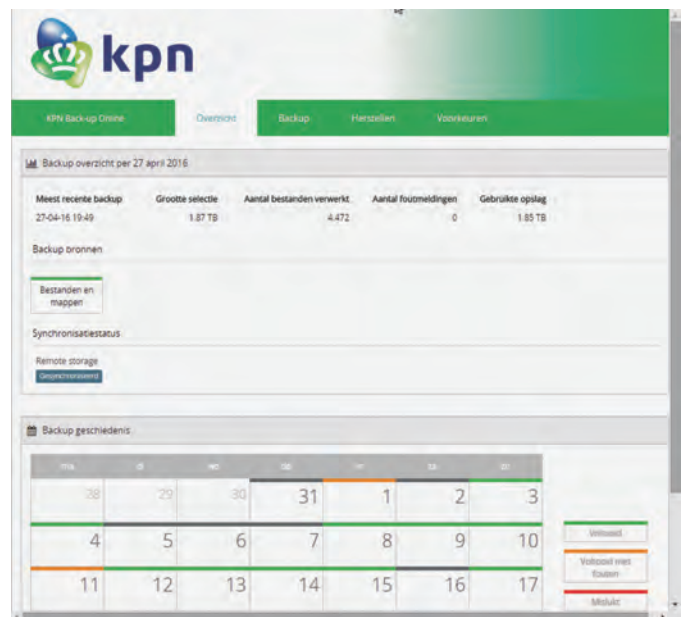 kpn
KPN Back-up Online Overzicht Backup Herstellen Voorkeuren
Backup overzicht per 27 april 2016
Meest recente backup Grootte selectie Aantal bestanden verwerkt Aantal foutmeldingen Gebruikte opslag
27-04-16 19:49 1.87 TB 4.472 0 1.85 TB
Backup bronnen
Bestanden en
mappen
Synchronisatiestatus
Remote storage
Gesynchroniseerd
Backup geschiedenis
ma di wo do vr za zo
28 29 30 31 1 2 3
4 5 6 7 8 9 10
Voltooid
Voltooid met
fouten
11 12 13 14 15 16 17
Mislukt